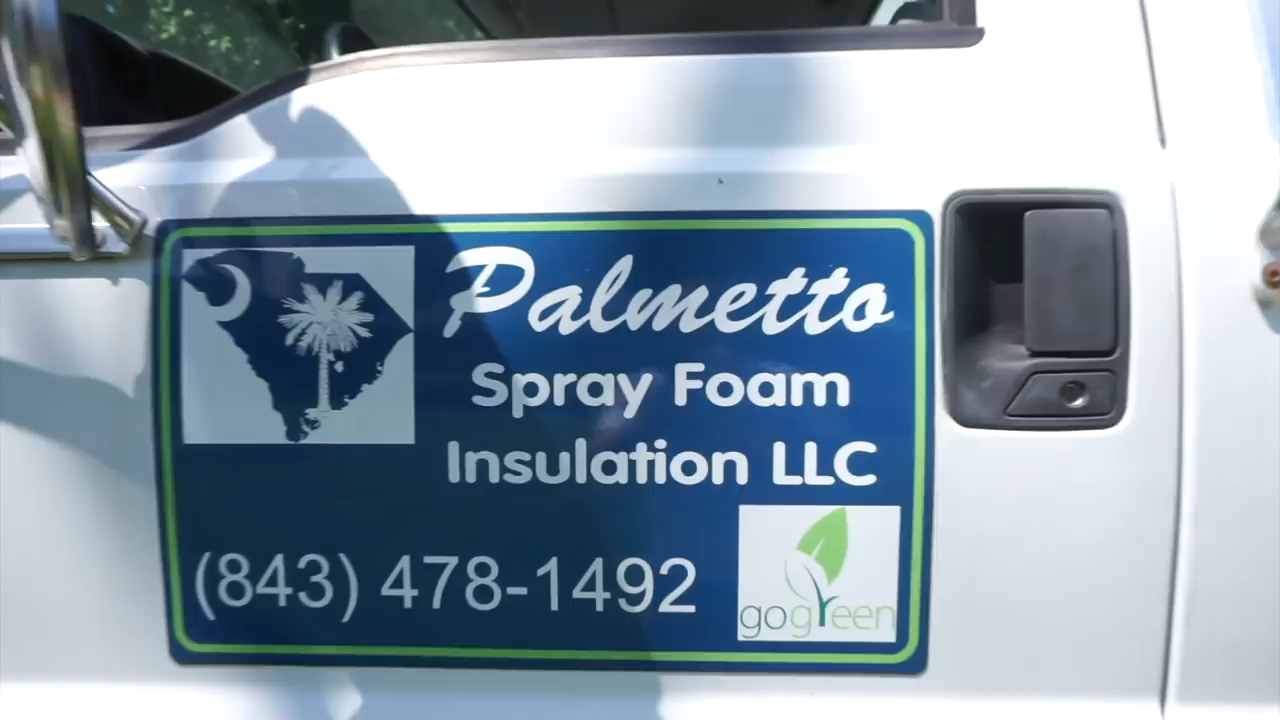 Palmetto
Spray Foam
Insulation LLC
(843) 478-1492
gogreen